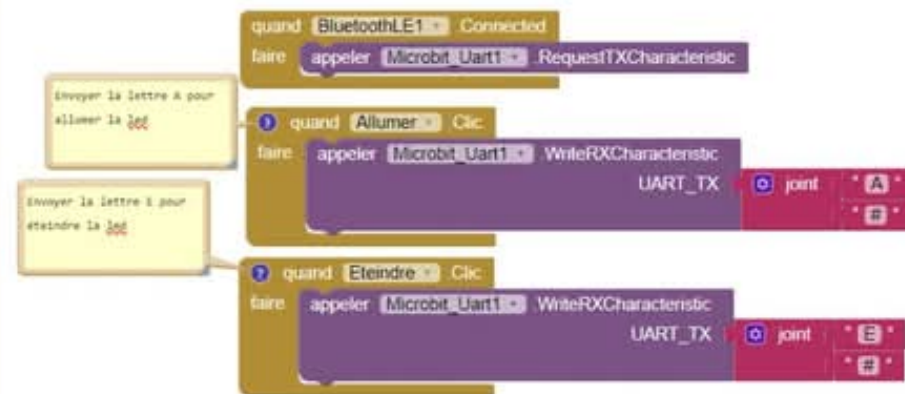 quand BluetoothLE1 Connected
faire appeler Microbit_Uart1 .RequestTXCharacteristic
Envoyer la lettre A pour
allumer la led
? quand Allumer Clic
faire appeler Microbit_Uart1 .WriteRXCharacteristic
UART_TX joint " A "
" # "
Envoyer la lettre E pour
eteindre la led
? quand Eteindre Clic
faire appeler Microbit_Uart1 .WriteRXCharacteristic
UART_TX joint " E "
" # "